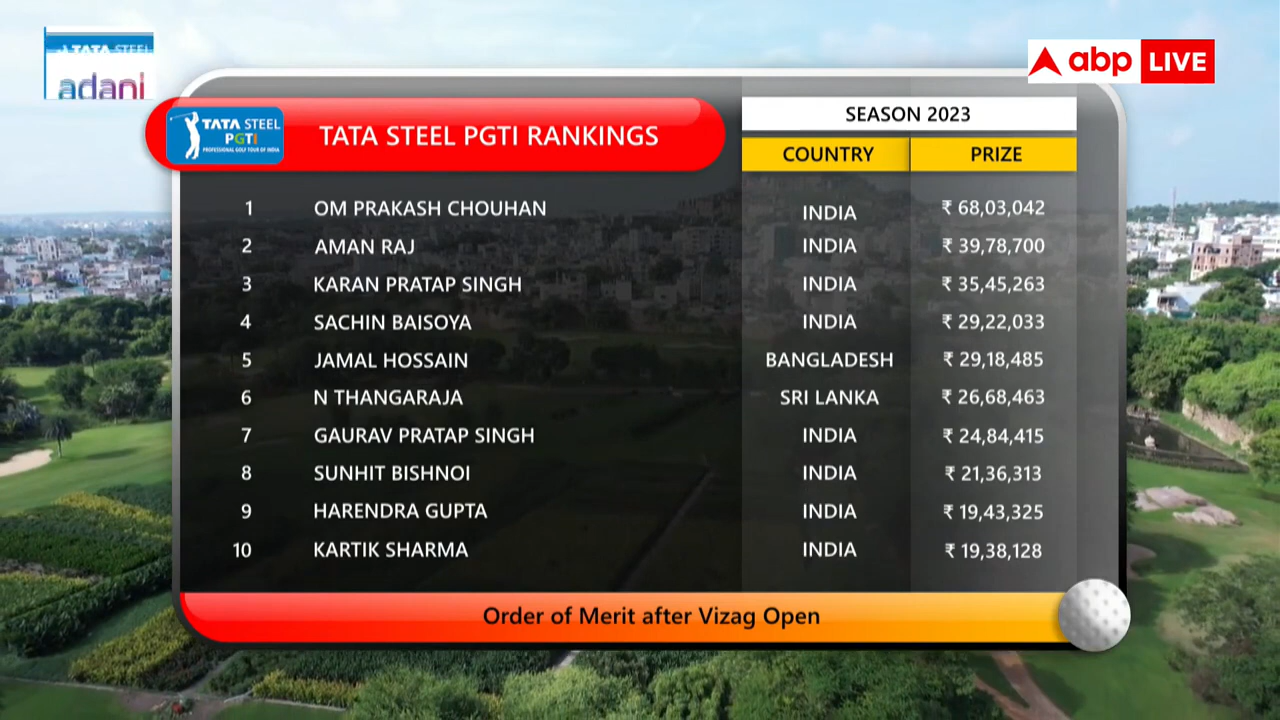 TATA STEEL
adani
abp LIVE
TATA STEEL
PGTI
PROFESSIONAL GOLF TOUR OF INDIA
TATA STEEL PGTI RANKINGS
SEASON 2023
COUNTRY PRIZE
1 OM PRAKASH CHOUHAN INDIA ₹ 68,03,042
2 AMAN RAJ INDIA ₹ 39,78,700
3 KARAN PRATAP SINGH INDIA ₹ 35,45,263
4 SACHIN BAISOYA INDIA ₹ 29,22,033
5 JAMAL HOSSAIN BANGLADESH ₹ 29,18,485
6 N THANGARAJA SRI LANKA ₹ 26,68,463
7 GAURAV PRATAP SINGH INDIA ₹ 24,84,415
8 SUNHIT BISHNOI INDIA ₹ 21,36,313
9 HARENDRA GUPTA INDIA ₹ 19,43,325
10 KARTIK SHARMA INDIA ₹ 19,38,128
Order of Merit after Vizag Open